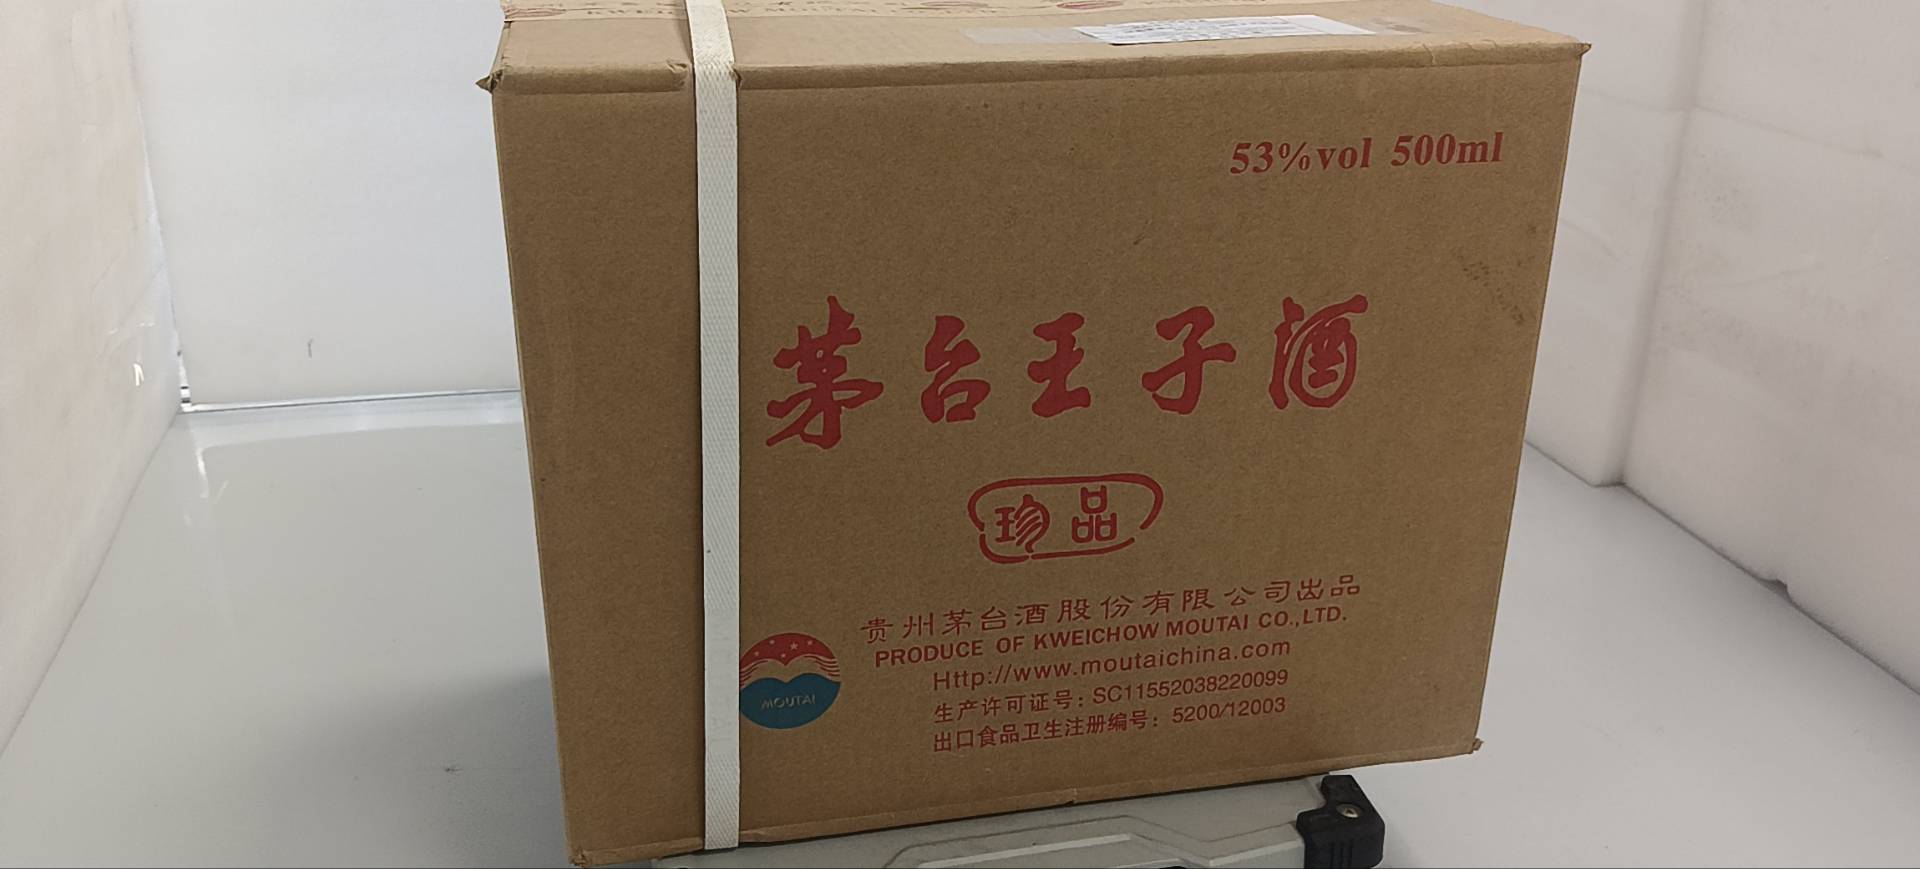 53%vol 500ml
茅台王子酒
珍品
贵州茅台酒股份有限公司出品
PRODUCE OF KWEICHOW MOUTAI CO.,LTD.
Http://www.moutaichina.com
MOUTAI
生产许可证号：SC11552038220099
出口食品卫生注册编号：5200/12003